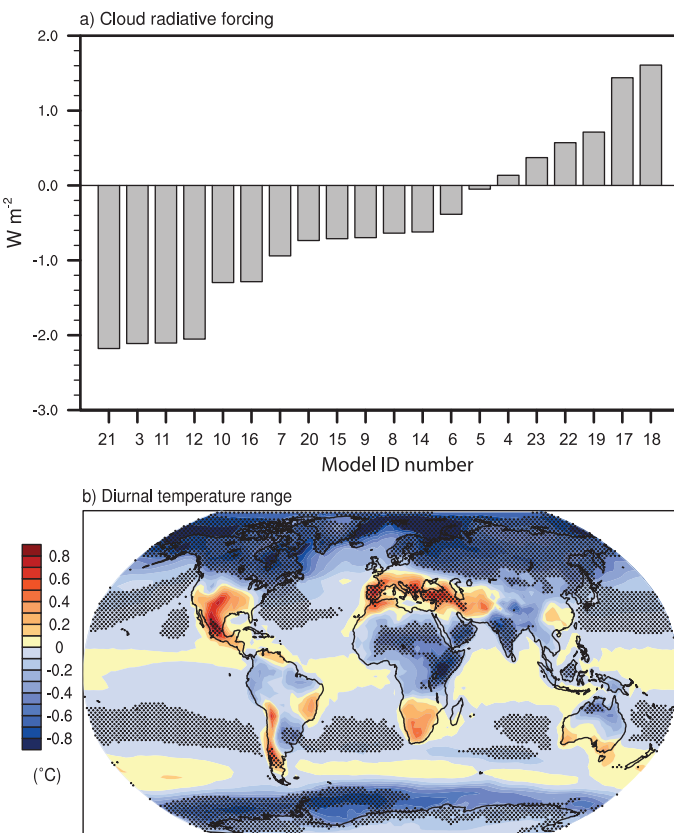 a) Cloud radiative forcing
2.0
1.0
0.0
-1.0
-2.0
-3.0
W m-2
21 3 11 12 10 16 7 20 15 9 8 14 6 5 4 23 22 19 17 18
Model ID number
b) Diurnal temperature range
0.8
0.6
0.4
0.2
0
-0.2
-0.4
-0.6
-0.8
(°C)